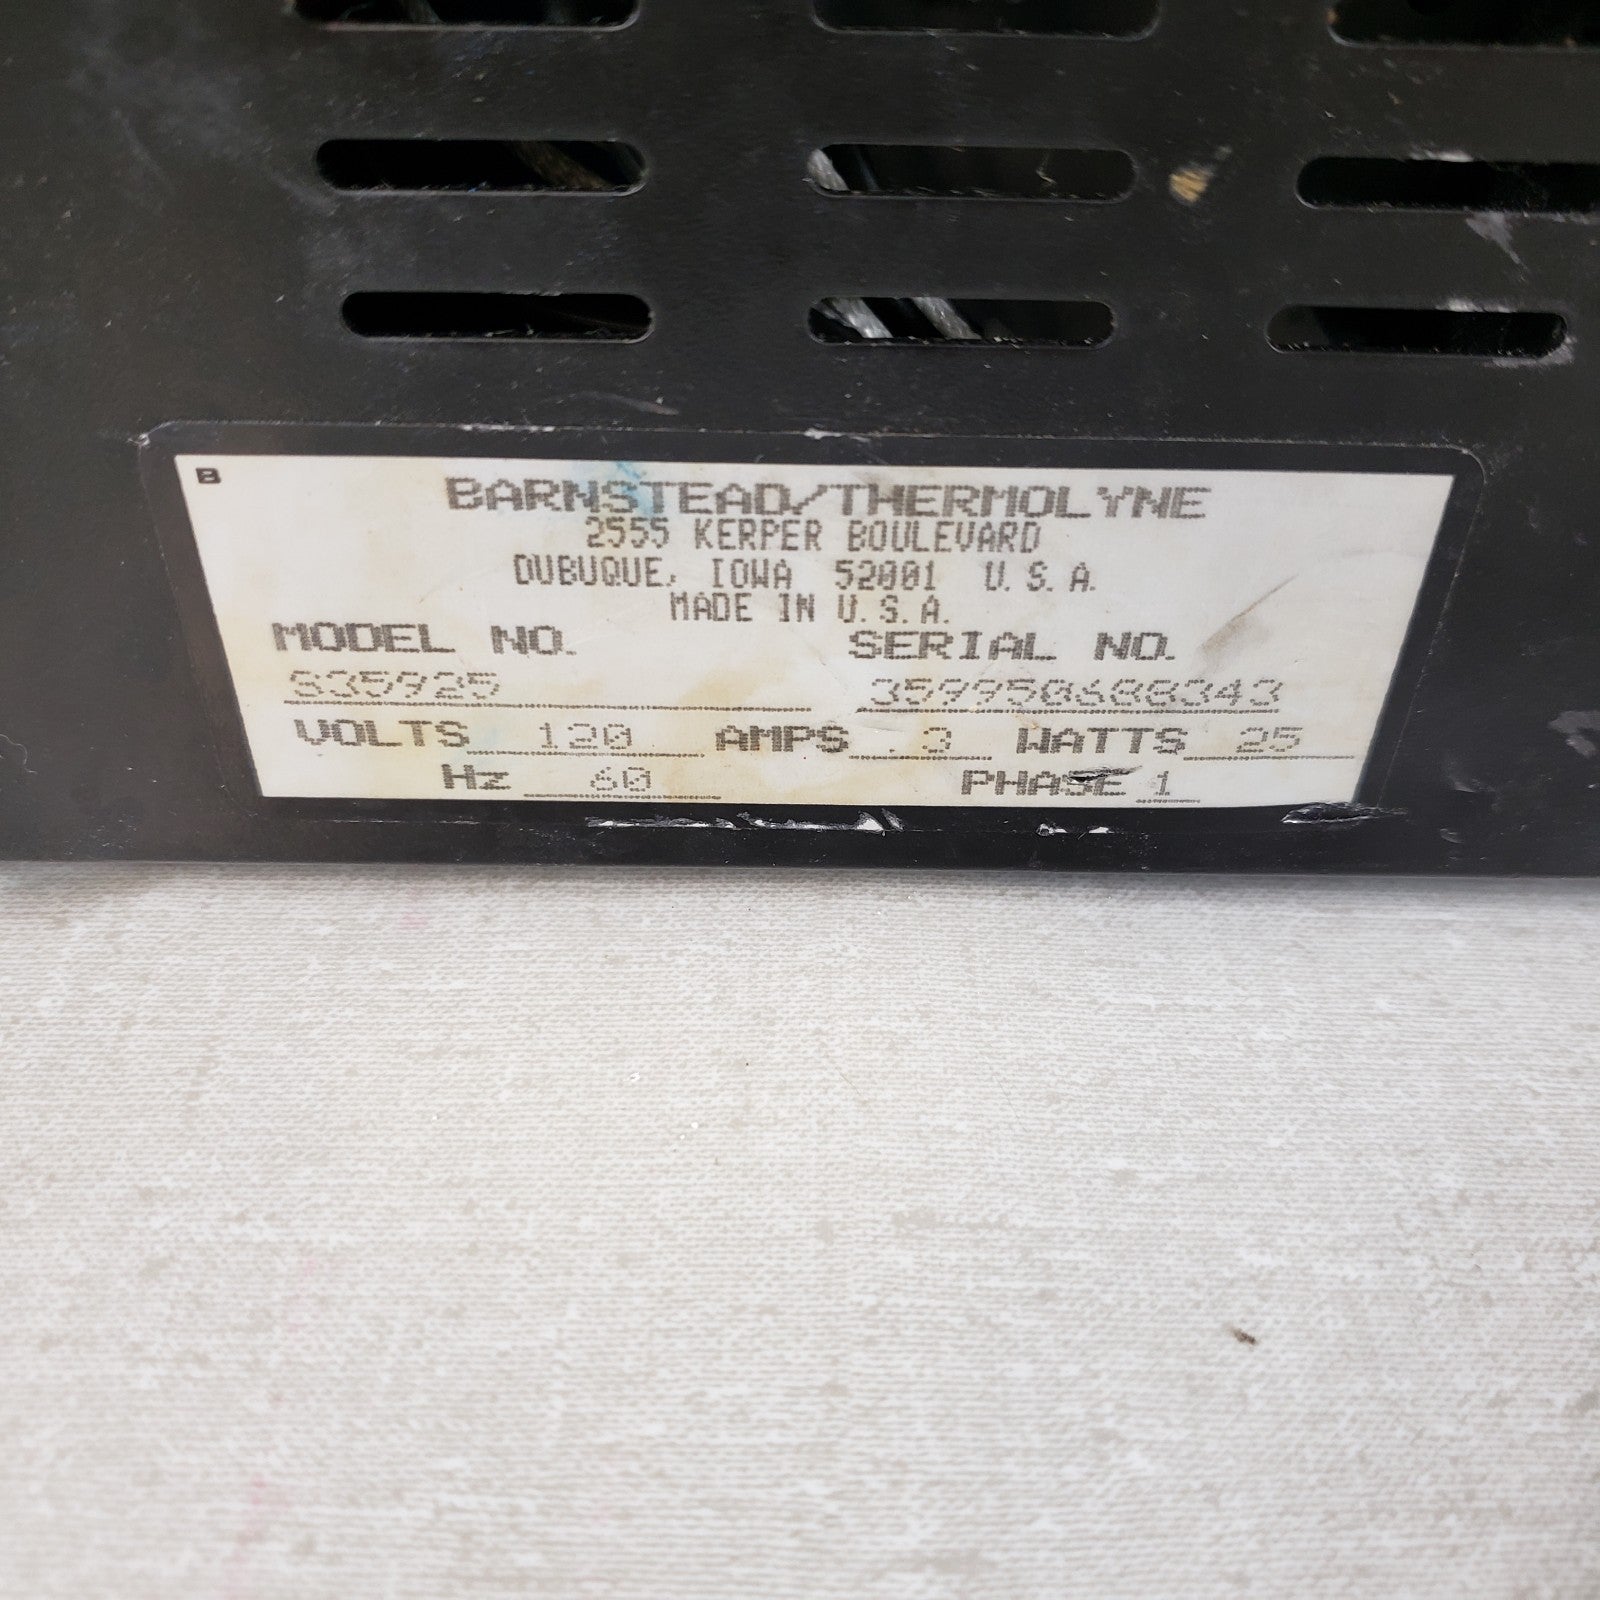 B
BARNSTEAD/THERMOLYNE
2555 KERPER BOULEVARD
DUBUQUE, IOWA 52001 U.S.A.
MADE IN U.S.A.
MODEL NO. SERIAL NO.
S35925 359950688343
VOLTS 120 AMPS .3 WATTS 25
Hz 60 PHASE 1